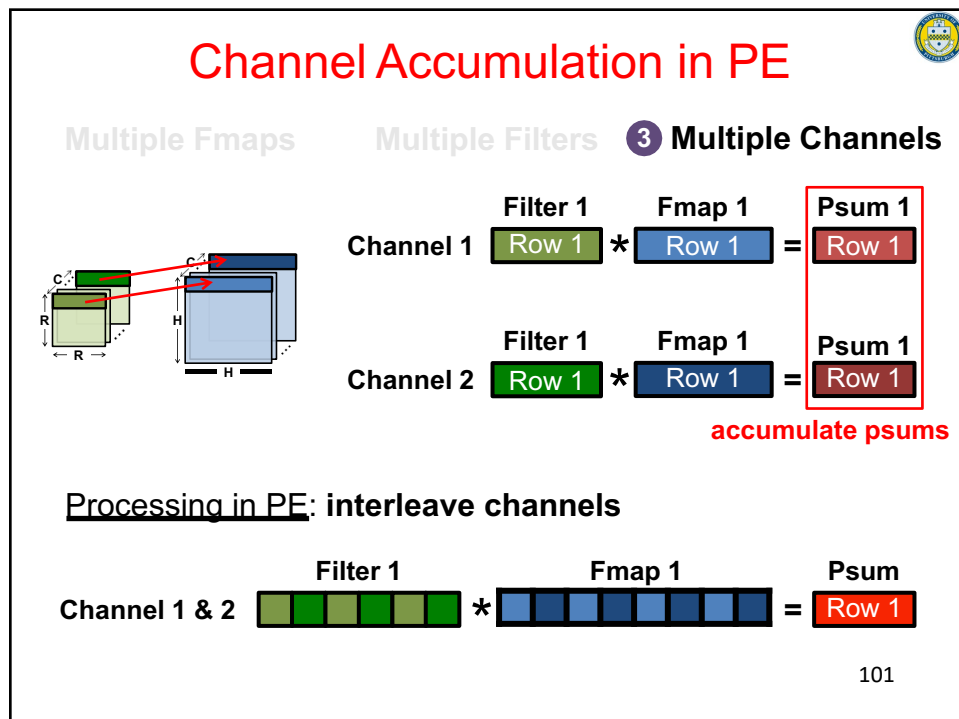 Channel Accumulation in PE
Multiple Fmaps
Multiple Filters
3 Multiple Channels
Filter 1 Fmap 1 Psum 1
Channel 1 Row 1 * Row 1 = Row 1
C
R
R
C
H
H
Filter 1 Fmap 1 Psum 1
Channel 2 Row 1 * Row 1 = Row 1
accumulate psums
Processing in PE: interleave channels
Filter 1 Fmap 1 Psum
Channel 1 & 2 * = Row 1
101